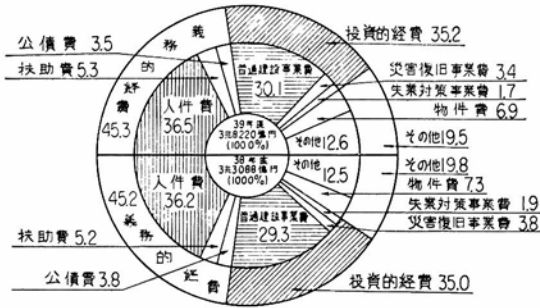 公債費 3.5
扶助費 5.3
義務的経費
45.3
人件費
36.5
普通建設事業費
30.1
投資的経費 35.2
災害復旧事業費
3.4
失業対策事業費
1.7
物件費
6.9
その他 12.6
その他 19.5
39年度
3兆8220億円
(100.0%)
38年度
3兆3088億円
(100.0%)
その他
12.5
その他 19.8
物件費 7.3
失業対策事業費
1.9
災害復旧事業費
3.8
人件費
36.2
45.2
義務的経費
普通建設事業費
29.3
扶助費
5.2
公債費 3.8
投資的経費 35.0